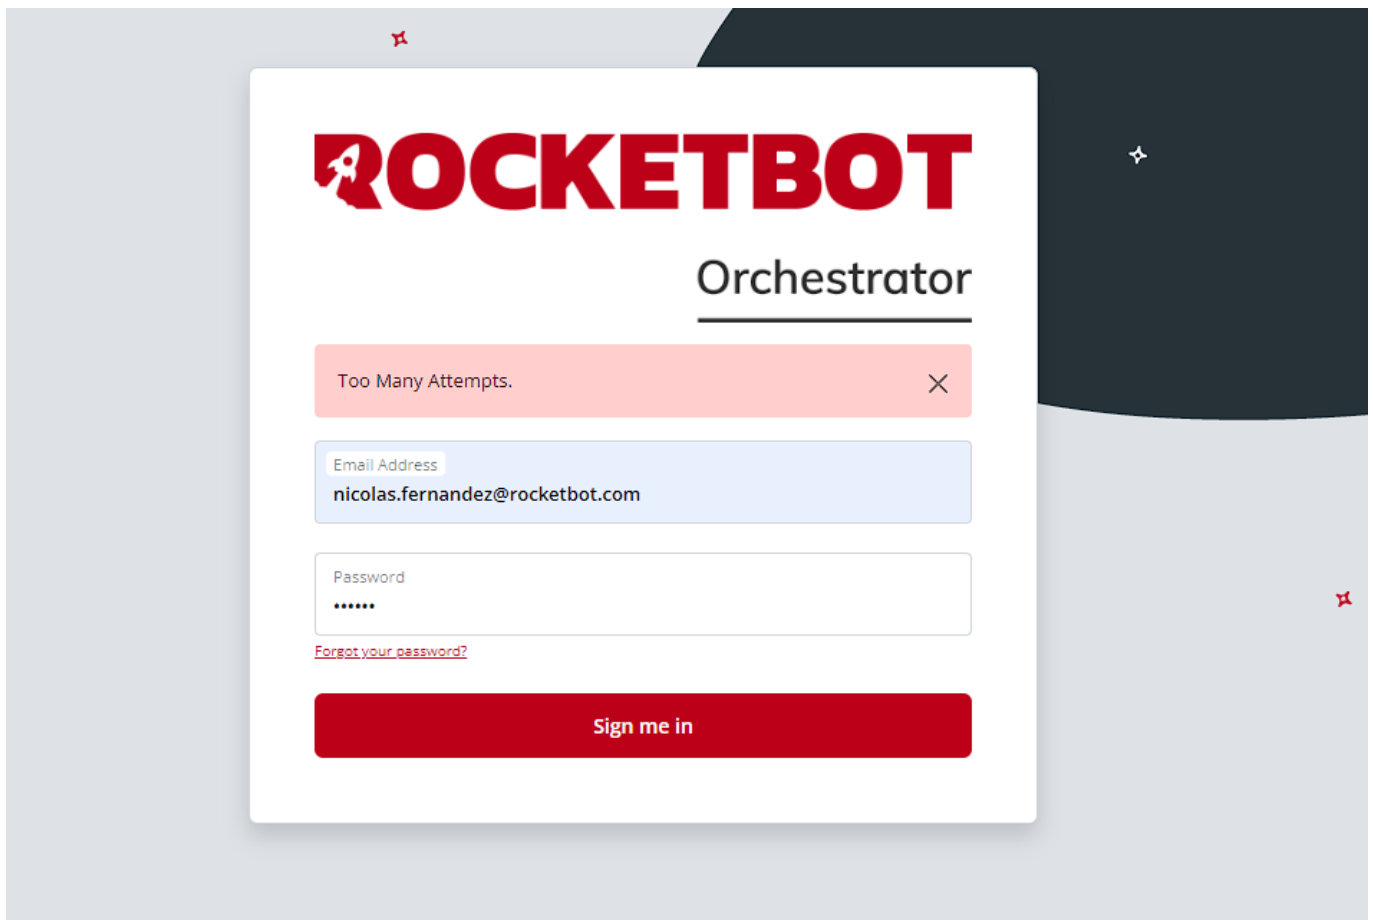 ROCKETBOT
Orchestrator
Too Many Attempts.
Email Address
nicolas.fernandez@rocketbot.com
Password
••••••
Forgot your password?
Sign me in